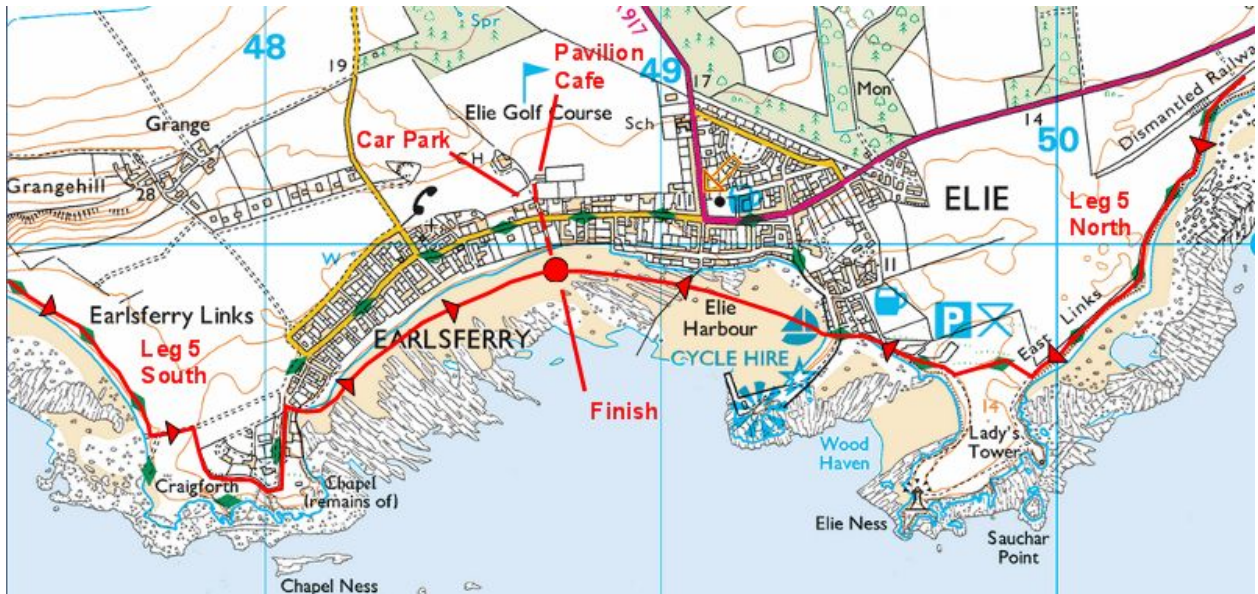 1917
Spr
48
Pavilion
Cafe
49
17
19
Elie Golf Course
Mon
Sch
14
Dismantled Railwa
Grange
Car Park
CH
50
Grangehill
28
ELIE
Leg 5
North
W
11
Earlsferry Links
Elie
Harbour
P
East Links
EARLSFERRY
Leg 5
South
CYCLE HIRE
Finish
14
Lady's
Tower
Wood
Haven
Craigforth
Chapel
(remains of)
Elie Ness
Sauchar
Point
Chapel Ness